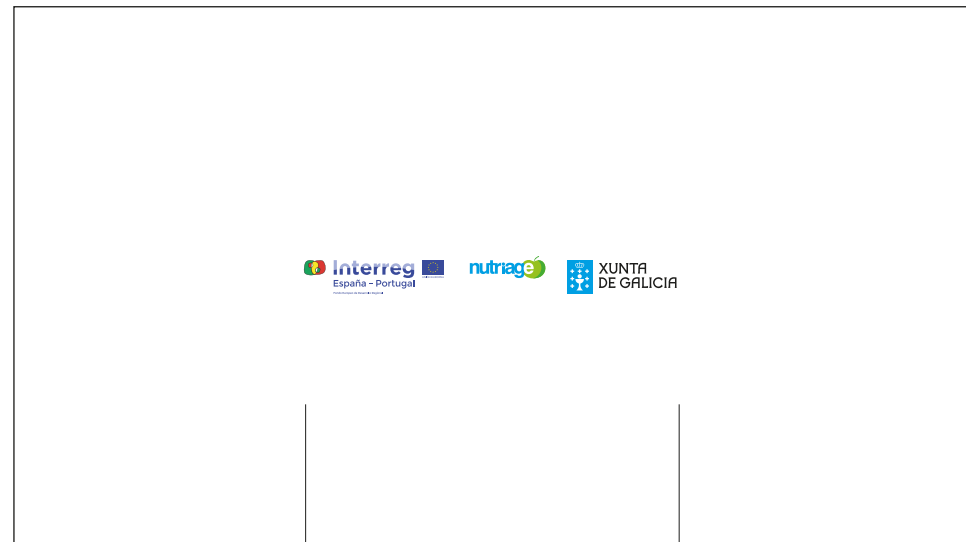 Interreg
España – Portugal
nutriage
XUNTA
DE GALICIA